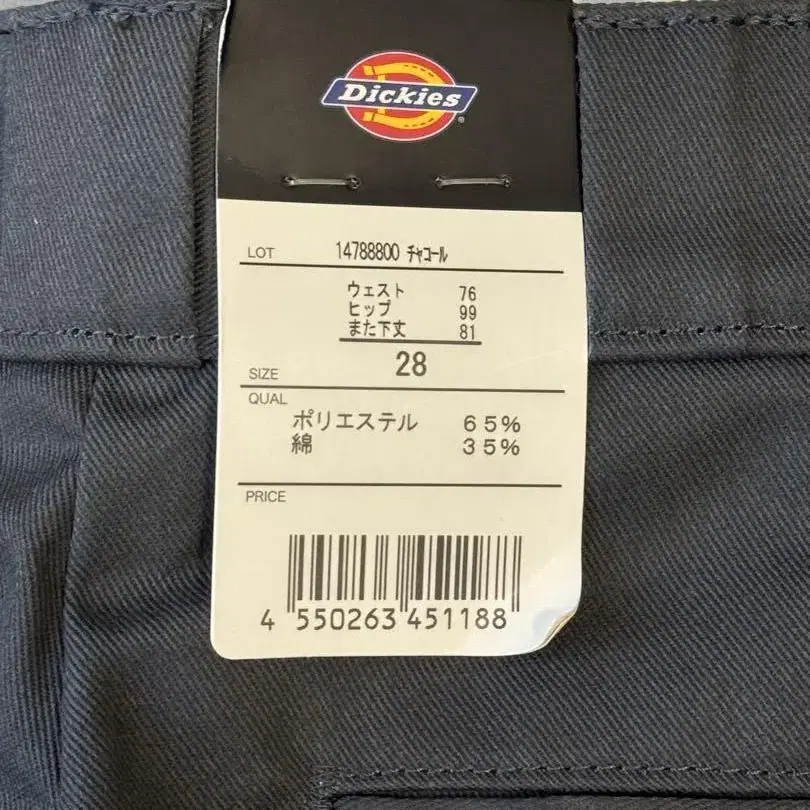 Dickies
LOT 14788800 チャコール
ウェスト 76
ヒップ 99
また下丈 81
SIZE 28
QUAL
ポリエステル 65%
綿 35%
PRICE
4 550263 451188